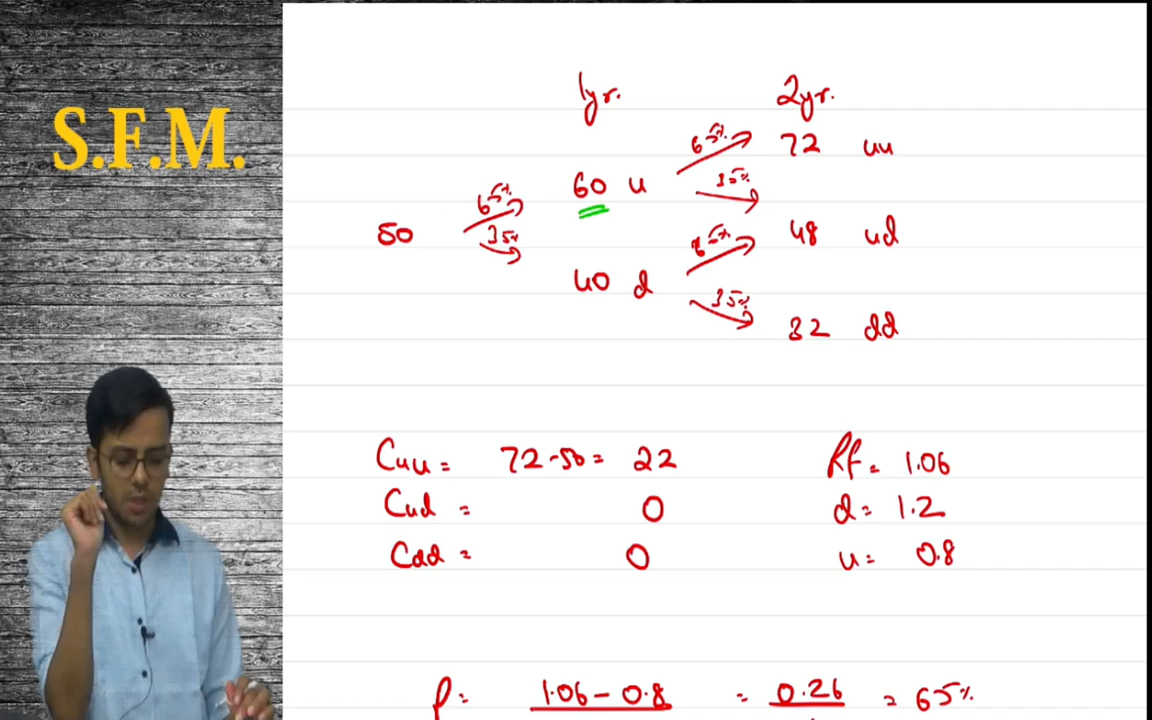 S.F.M.
1yr. 2yr.
65% 72 uu
60 u 35%
65%
50 35% 65% 48 ud
40 d 35%
32 dd
Cuu = 72-50 = 22 Rf = 1.06
Cud = 0 d = 1.2
Cdd = 0 u = 0.8
p = 1.06 - 0.8 = 0.26 = 65%